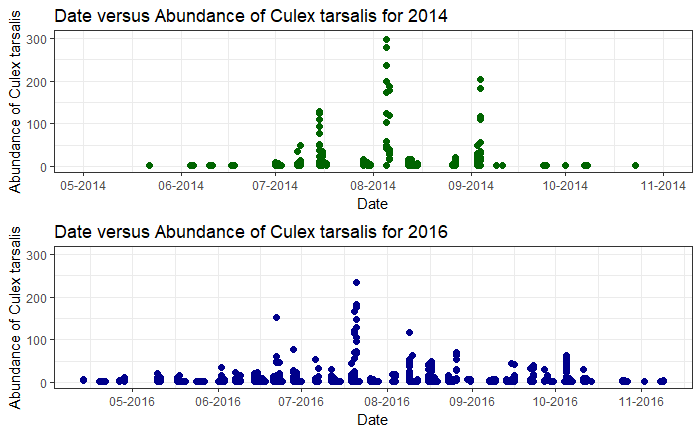 Date versus Abundance of Culex tarsalis for 2014
Abundance of Culex tarsalis
300
200
100
0
05-2014 06-2014 07-2014 08-2014 09-2014 10-2014 11-2014
Date
Date versus Abundance of Culex tarsalis for 2016
Abundance of Culex tarsalis
300
200
100
0
05-2016 06-2016 07-2016 08-2016 09-2016 10-2016 11-2016
Date